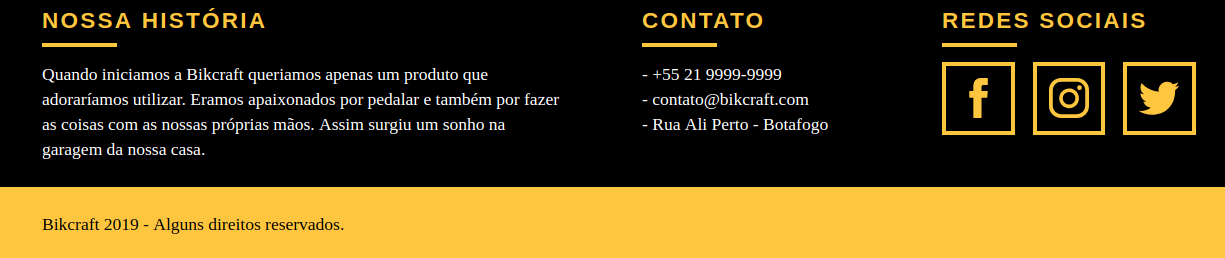 NOSSA HISTÓRIA
Quando iniciamos a Bikcraft queriamos apenas um produto que
adoraríamos utilizar. Eramos apaixonados por pedalar e também por fazer
as coisas com as nossas próprias mãos. Assim surgiu um sonho na
garagem da nossa casa.
CONTATO
- +55 21 9999-9999
- contato@bikcraft.com
- Rua Ali Perto - Botafogo
REDES SOCIAIS
Bikcraft 2019 - Alguns direitos reservados.